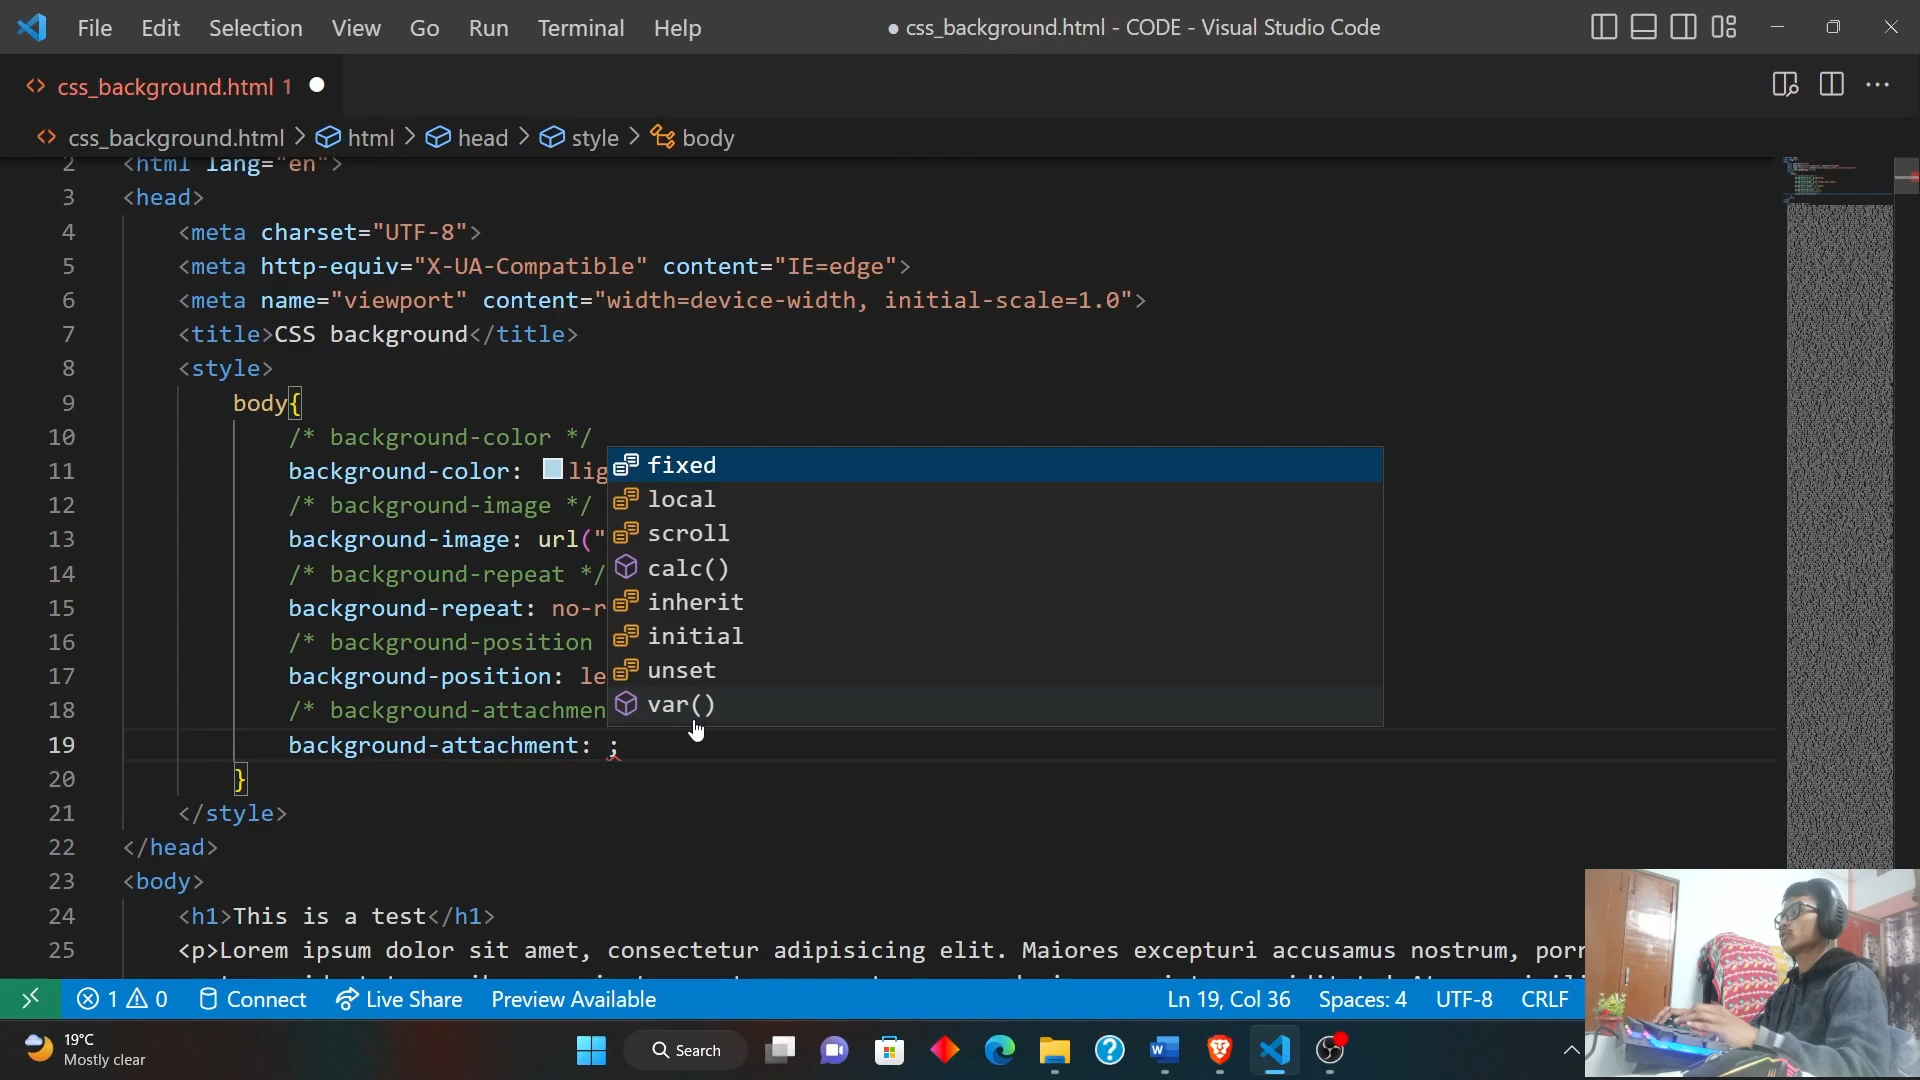 File Edit Selection View Go Run Terminal Help
● css_background.html - CODE - Visual Studio Code
<> css_background.html 1 ●
<> css_background.html > html > head > style > body
2 <html lang="en">
3 <head>
4 <meta charset="UTF-8">
5 <meta http-equiv="X-UA-Compatible" content="IE=edge">
6 <meta name="viewport" content="width=device-width, initial-scale=1.0">
7 <title>CSS background</title>
8 <style>
9 body{
10 /* background-color */
11 background-color: lig
12 /* background-image */
13 background-image: url("
14 /* background-repeat */
15 background-repeat: no-r
16 /* background-position
17 background-position: le
18 /* background-attachmen
19 background-attachment: ;
20 }
21 </style>
22 </head>
23 <body>
24 <h1>This is a test</h1>
25 <p>Lorem ipsum dolor sit amet, consectetur adipisicing elit. Maiores excepturi accusamus nostrum, porr
fixed
local
scroll
calc()
inherit
initial
unset
var()
1 0 Connect Live Share Preview Available Ln 19, Col 36 Spaces: 4 UTF-8 CRLF
19°C
Mostly clear
Search